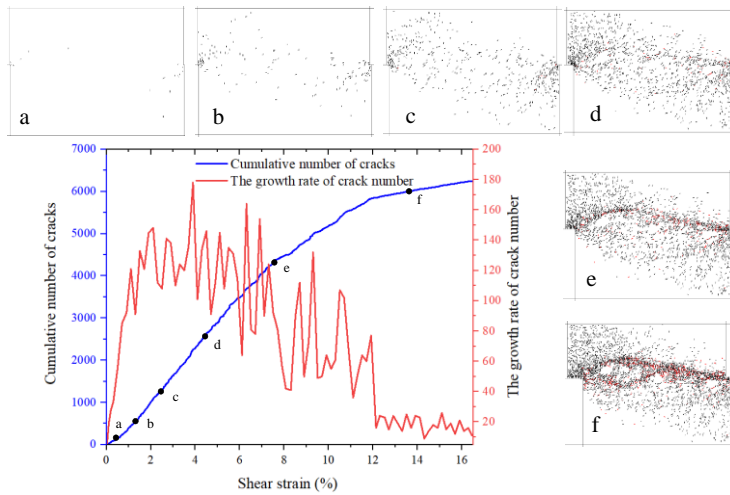 a
b
c
d
7000
6000
5000
4000
3000
2000
1000
0
Cumulative number of cracks
Cumulative number of cracks
The growth rate of crack number
a
b
c
d
e
f
200
180
160
140
120
100
80
60
40
20
The growth rate of crack number
0
2
4
6
8
10
12
14
16
Shear strain (%)
e
f